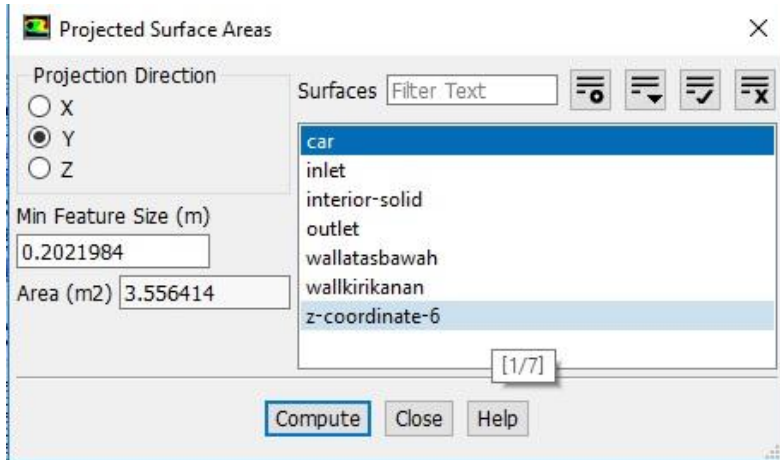 Projected Surface Areas
Projection Direction
X
Y
Z
Min Feature Size (m)
0.2021984
Area (m2) 3.556414
Surfaces Filter Text
car
inlet
interior-solid
outlet
wallatasbawah
wallkirikanan
z-coordinate-6
[1/7]
Compute Close Help